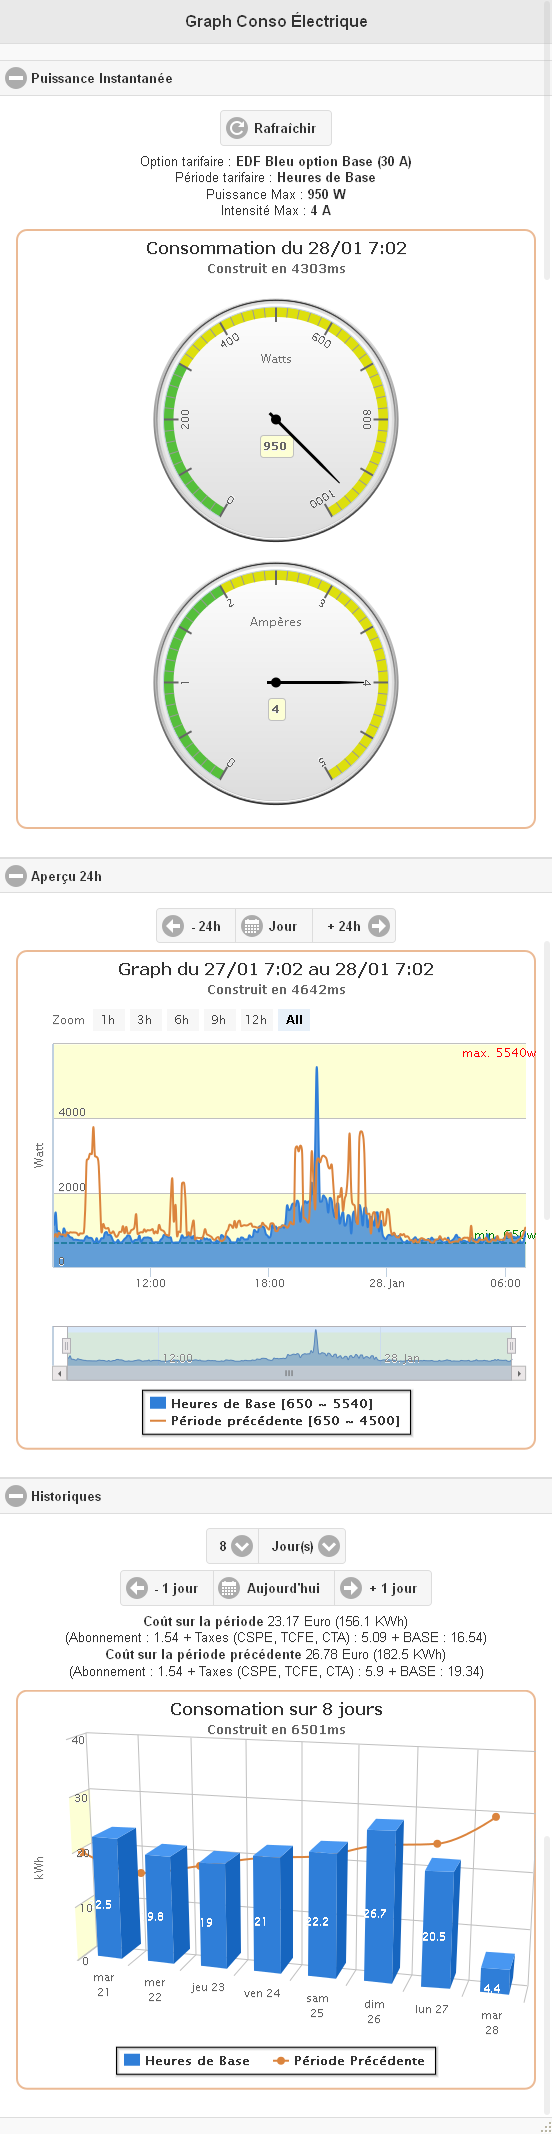 Graph Conso Électrique
Puissance Instantanée
Rafraîchir
Option tarifaire : EDF Bleu option Base (30 A)
Période tarifaire : Heures de Base
Puissance Max : 950 W
Intensité Max : 4 A
Consommation du 28/01 7:02
Construit en 4303ms
400
600
Watts
200
800
950
0
1000
2
3
Ampères
1
4
4
0
5
Aperçu 24h
- 24h
Jour
+ 24h
Graph du 27/01 7:02 au 28/01 7:02
Construit en 4642ms
Zoom
1h
3h
6h
9h
12h
All
max. 5540w
4000
Watt
2000
min. 650w
0
12:00
18:00
28. Jan
06:00
12:00
28. Jan
Heures de Base [650 ~ 5540]
Période précédente [650 ~ 4500]
Historiques
8
Jour(s)
- 1 jour
Aujourd'hui
+ 1 jour
Coût sur la période 23.17 Euro (156.1 KWh)
(Abonnement : 1.54 + Taxes (CSPE, TCFE, CTA) : 5.09 + BASE : 16.54)
Coût sur la période précédente 26.78 Euro (182.5 KWh)
(Abonnement : 1.54 + Taxes (CSPE, TCFE, CTA) : 5.9 + BASE : 19.34)
Consomation sur 8 jours
Construit en 6501ms
40
30
20
kWh
10
0
2.5
9.8
19
21
22.2
26.7
20.5
4.4
mar 21
mer 22
jeu 23
ven 24
sam 25
dim 26
lun 27
mar 28
Heures de Base
Période Précédente